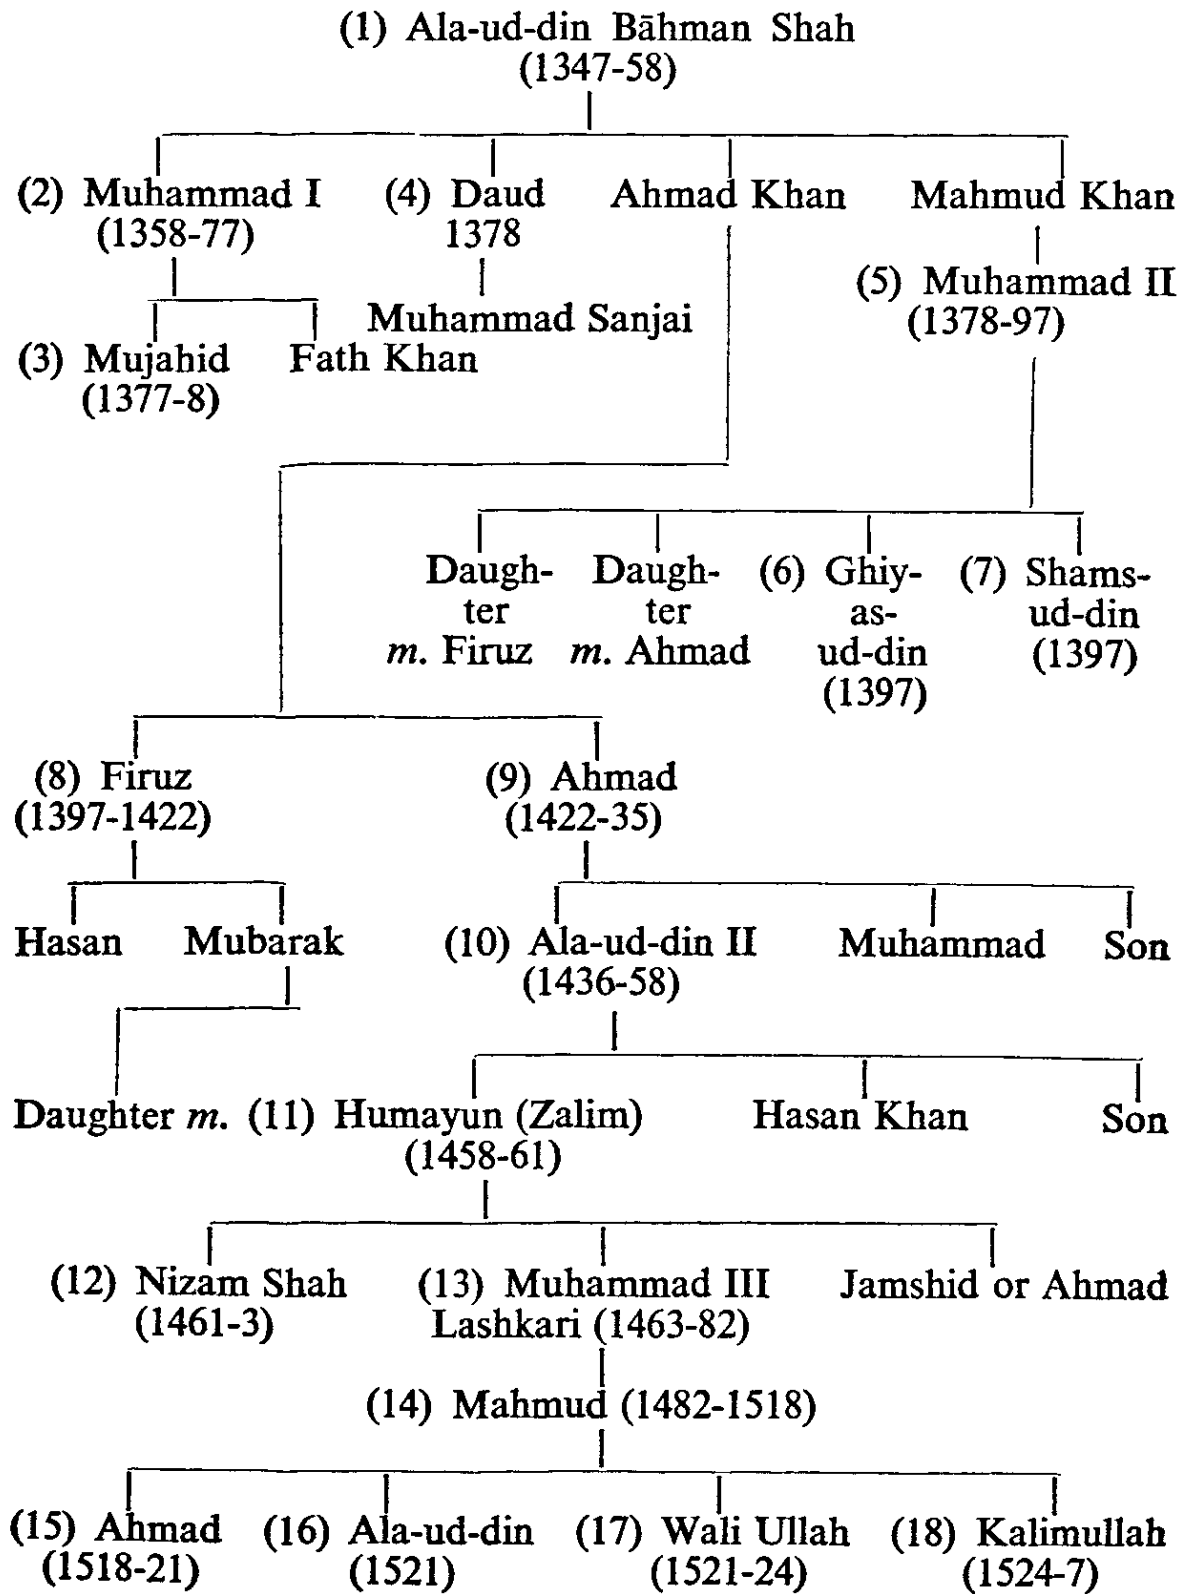 (1) Ala-ud-din Bāhman Shah
(1347-58)
(2) Muhammad I (4) Daud Ahmad Khan Mahmud Khan
(1358-77) 1378
(5) Muhammad II
(1378-97)
Muhammad Sanjai
(3) Mujahid Fath Khan
(1377-8)
Daugh- Daugh- (6) Ghiy- (7) Shams-
ter ter as- ud-din
m. Firuz m. Ahmad ud-din (1397)
(1397)
(8) Firuz (9) Ahmad
(1397-1422) (1422-35)
Hasan Mubarak (10) Ala-ud-din II Muhammad Son
(1436-58)
Daughter m. (11) Humayun (Zalim) Hasan Khan Son
(1458-61)
(12) Nizam Shah (13) Muhammad III Jamshid or Ahmad
(1461-3) Lashkari (1463-82)
(14) Mahmud (1482-1518)
(15) Ahmad (16) Ala-ud-din (17) Wali Ullah (18) Kalimullah
(1518-21) (1521) (1521-24) (1524-7)